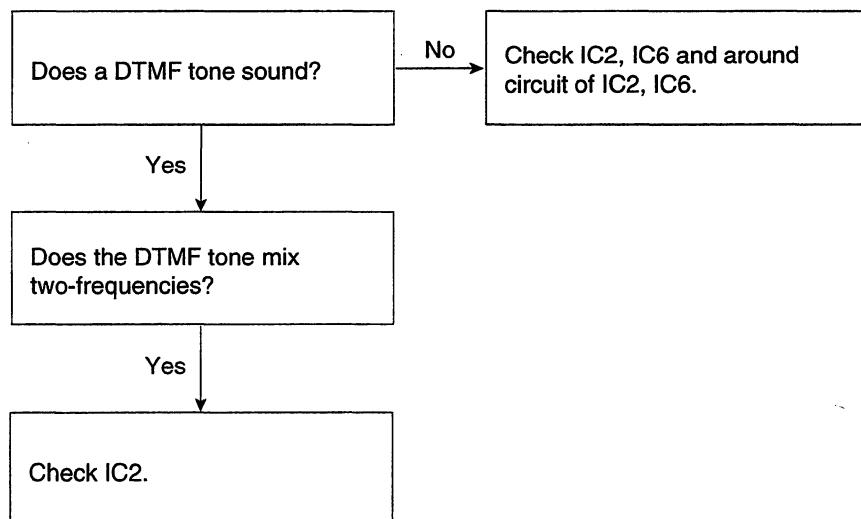 Does a DTMF tone sound?
No
Check IC2, IC6 and around
circuit of IC2, IC6.
Yes
Does the DTMF tone mix
two-frequencies?
Yes
Check IC2.